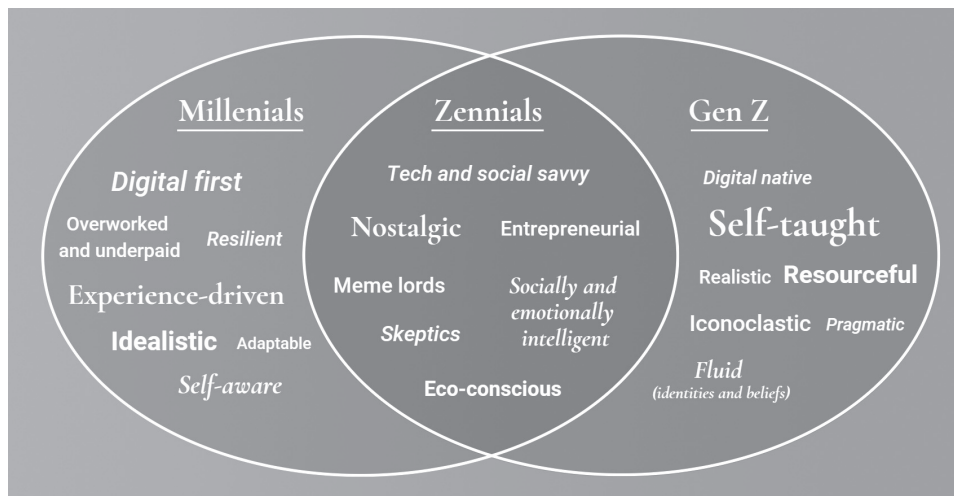 Millenials
Zennials
Gen Z
Digital first
Overworked
and underpaid
Resilient
Experience-driven
Idealistic
Adaptable
Self-aware
Tech and social savvy
Nostalgic
Entrepreneurial
Meme lords
Socially and
emotionally
intelligent
Skeptics
Eco-conscious
Digital native
Self-taught
Realistic
Resourceful
Iconoclastic
Pragmatic
Fluid
(identities and beliefs)